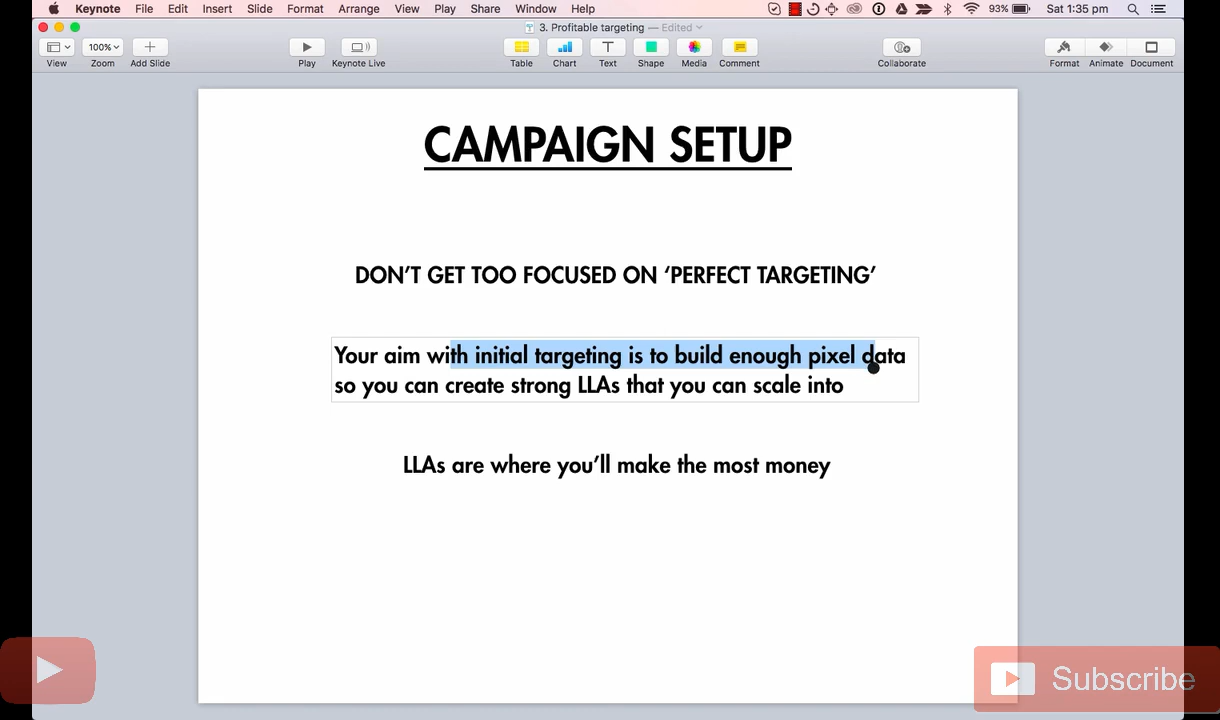 Keynote File Edit Insert Slide Format Arrange View Play Share Window Help 93% Sat 1:35 pm
3. Profitable targeting — Edited
100%
View Zoom Add Slide Play Keynote Live Table Chart Text Shape Media Comment Collaborate Format Animate Document
CAMPAIGN SETUP
DON'T GET TOO FOCUSED ON 'PERFECT TARGETING'
Your aim with initial targeting is to build enough pixel data
so you can create strong LLAs that you can scale into
LLAs are where you'll make the most money
Subscribe